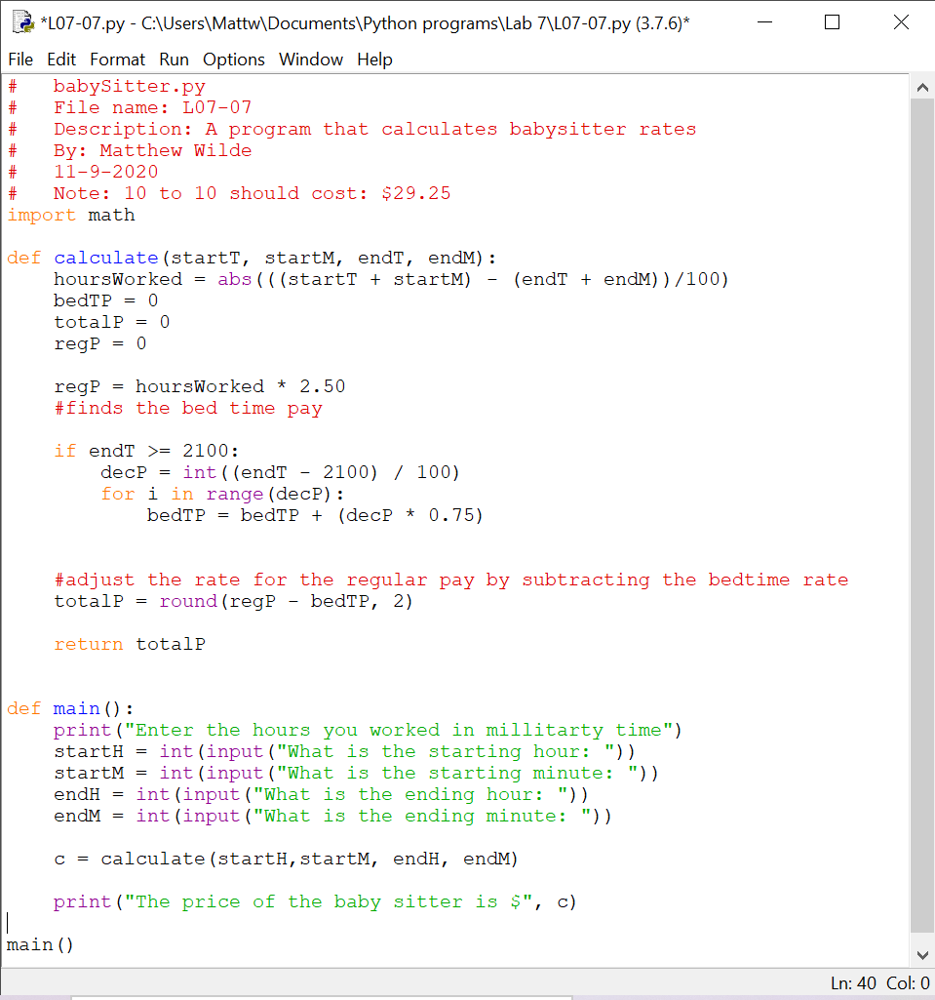 *L07-07.py - C:\Users\Mattw\Documents\Python programs\Lab 7\L07-07.py (3.7.6)*
File Edit Format Run Options Window Help
#   babySitter.py
#   File name: L07-07
#   Description: A program that calculates babysitter rates
#   By: Matthew Wilde
#   11-9-2020
#   Note: 10 to 10 should cost: $29.25
import math

def calculate(startT, startM, endT, endM):
    hoursWorked = abs(((startT + startM) - (endT + endM))/100)
    bedTP = 0
    totalP = 0
    regP = 0

    regP = hoursWorked * 2.50
    #finds the bed time pay

    if endT >= 2100:
        decP = int((endT - 2100) / 100)
        for i in range(decP):
            bedTP = bedTP + (decP * 0.75)


    #adjust the rate for the regular pay by subtracting the bedtime rate
    totalP = round(regP - bedTP, 2)

    return totalP


def main():
    print("Enter the hours you worked in millitarty time")
    startH = int(input("What is the starting hour: "))
    startM = int(input("What is the starting minute: "))
    endH = int(input("What is the ending hour: "))
    endM = int(input("What is the ending minute: "))

    c = calculate(startH,startM, endH, endM)

    print("The price of the baby sitter is $", c)

main()
Ln: 40 Col: 0